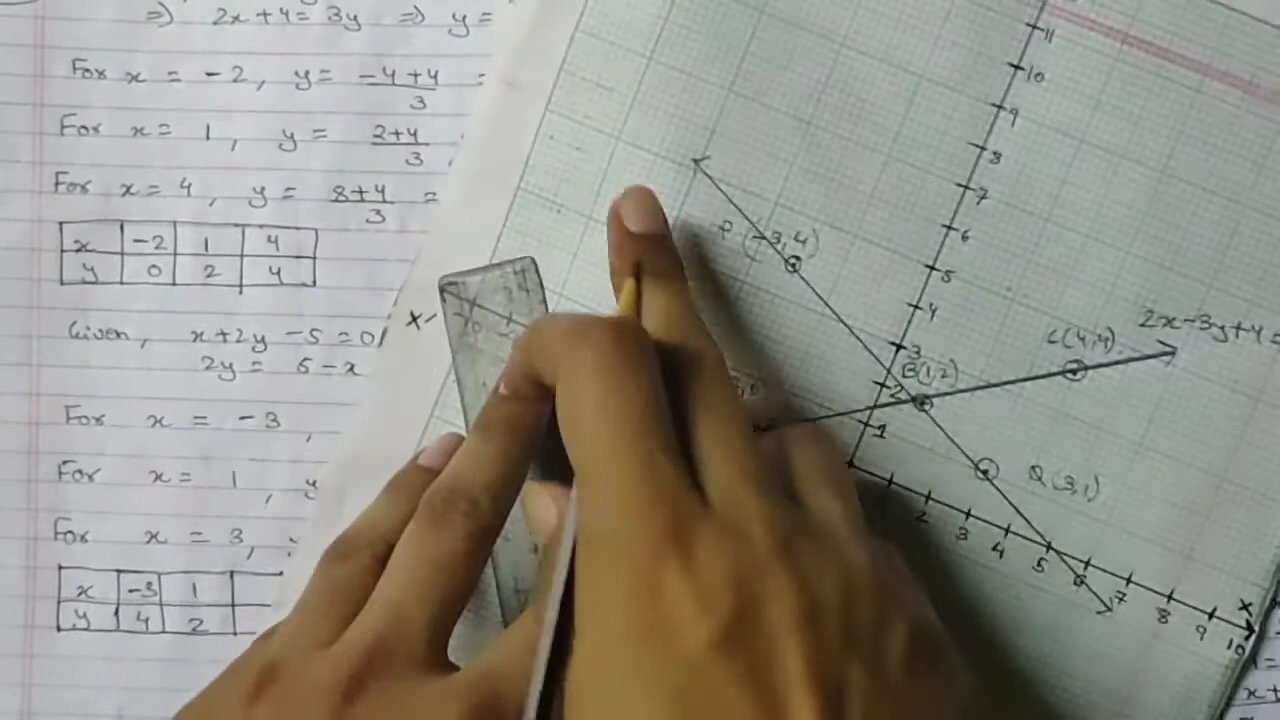 ⇒ 2x + 4 = 3y ⇒ y =
For x = -2, y = -4+4/3 =
For x = 1, y = 2+4/3
For x = 4, y = 8+4/3 =
x -2 1 4
y 0 2 4
Given, x + 2y - 5 = 0
2y = 5 - x
For x = -3,
For x = 1, y
For x = 3,
x -3 1
y 4 2
11
10
9
8
7
6
5
4
3
2
1
P(-3,4)
2x-3y+4=
C(4,4)
B(1,2)
Q(3,1)
X
2 3 4 5 6 7 8 9 10
X